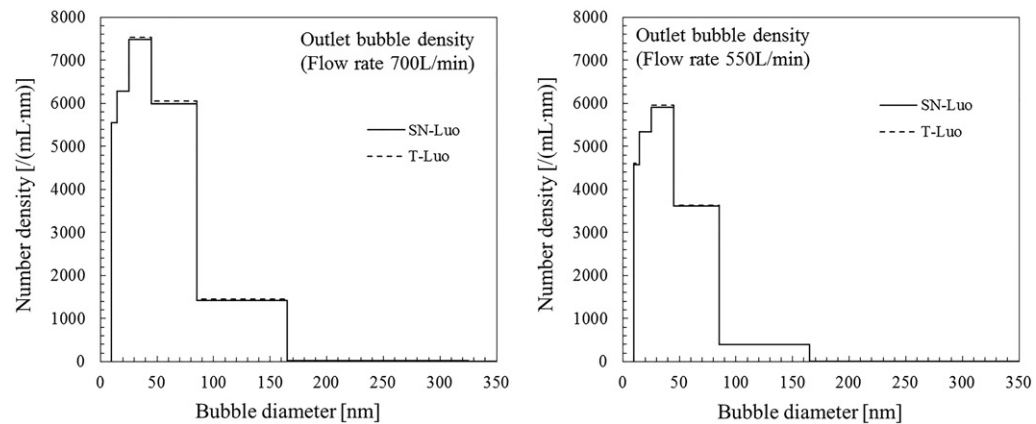 8000
7000
6000
5000
4000
3000
2000
1000
0
Number density [/(mL·nm)]
0 50 100 150 200 250 300 350
Bubble diameter [nm]
Outlet bubble density
(Flow rate 700L/min)
SN-Luo
T-Luo
8000
7000
6000
5000
4000
3000
2000
1000
0
Number density [/(mL·nm)]
0 50 100 150 200 250 300 350
Bubble diameter [nm]
Outlet bubble density
(Flow rate 550L/min)
SN-Luo
T-Luo